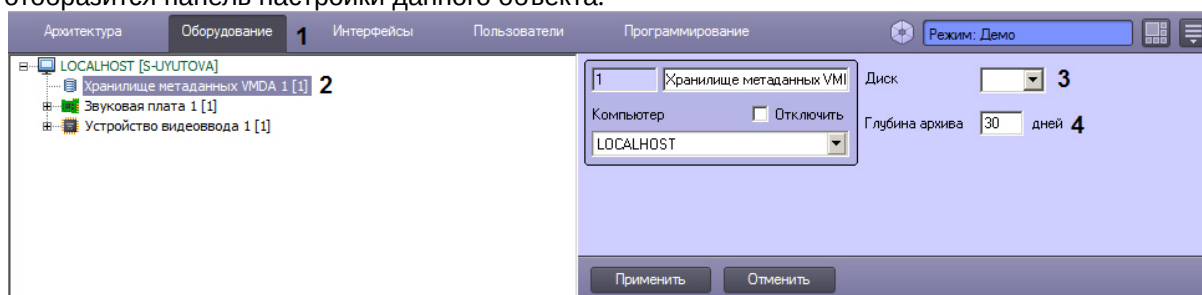 отобразится панель настройки данного объекта.
Архитектура Оборудование 1 Интерфейсы Пользователи Программирование Режим: Демо
LOCALHOST [S-UYUTOVA]
Хранилище метаданных VMDA 1 [1] 2
Звуковая плата 1 [1]
Устройство видеоввода 1 [1]
1 Хранилище метаданных VMI Диск 3
Компьютер Отключить
Глубина архива 30 дней 4
LOCALHOST
Применить Отменить